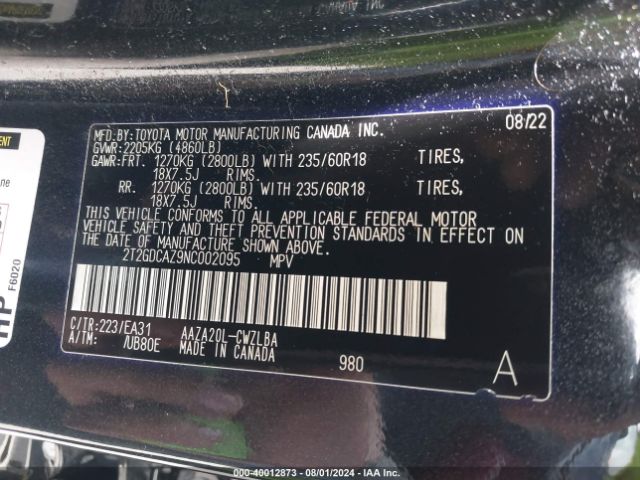 MFD.BY:TOYOTA MOTOR MANUFACTURING CANADA INC. 08/22
GVWR:2205KG (4860LB)
GAWR:FRT. 1270KG (2800LB) WITH 235/60R18 TIRES,
18X7.5J RIMS.
RR. 1270KG (2800LB) WITH 235/60R18 TIRES,
18X7.5J RIMS.
THIS VEHICLE CONFORMS TO ALL APPLICABLE FEDERAL MOTOR
VEHICLE SAFETY AND THEFT PREVENTION STANDARDS IN EFFECT ON THE
DATE OF MANUFACTURE SHOWN ABOVE.
2T2GDCAZ9NC002095 MPV
C/TR:223/EA31 AAZA20L-CWZLBA
A/TM: /UB80E MADE IN CANADA 980 A
F6020
000-40012873 - 08/01/2024 - IAA Inc.